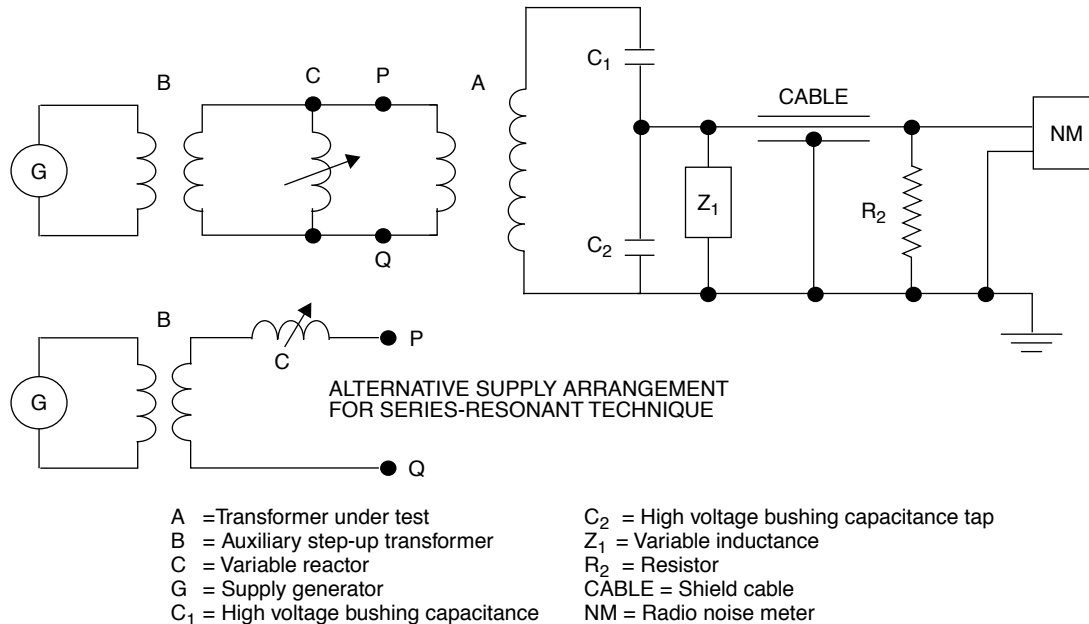 B
C
P
A
C1
CABLE
NM
G
Z1
R2
C2
Q
B
P
C
G
ALTERNATIVE SUPPLY ARRANGEMENT
FOR SERIES-RESONANT TECHNIQUE
Q
A =Transformer under test
B = Auxiliary step-up transformer
C = Variable reactor
G = Supply generator
C1 = High voltage bushing capacitance
C2 = High voltage bushing capacitance tap
Z1 = Variable inductance
R2 = Resistor
CABLE = Shield cable
NM = Radio noise meter